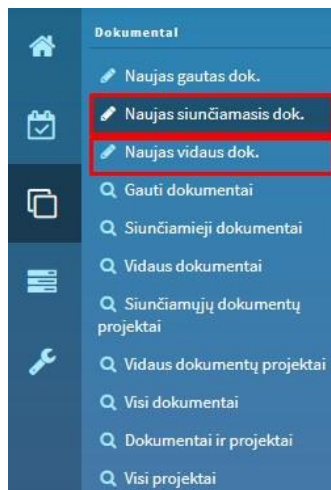 Dokumentai
Naujas gautas dok.
Naujas siunčiamasis dok.
Naujas vidaus dok.
Gauti dokumentai
Siunčiamieji dokumentai
Vidaus dokumentai
Siunčiamųjų dokumentų
projektai
Vidaus dokumentų projektai
Visi dokumentai
Dokumentai ir projektai
Visi projektai